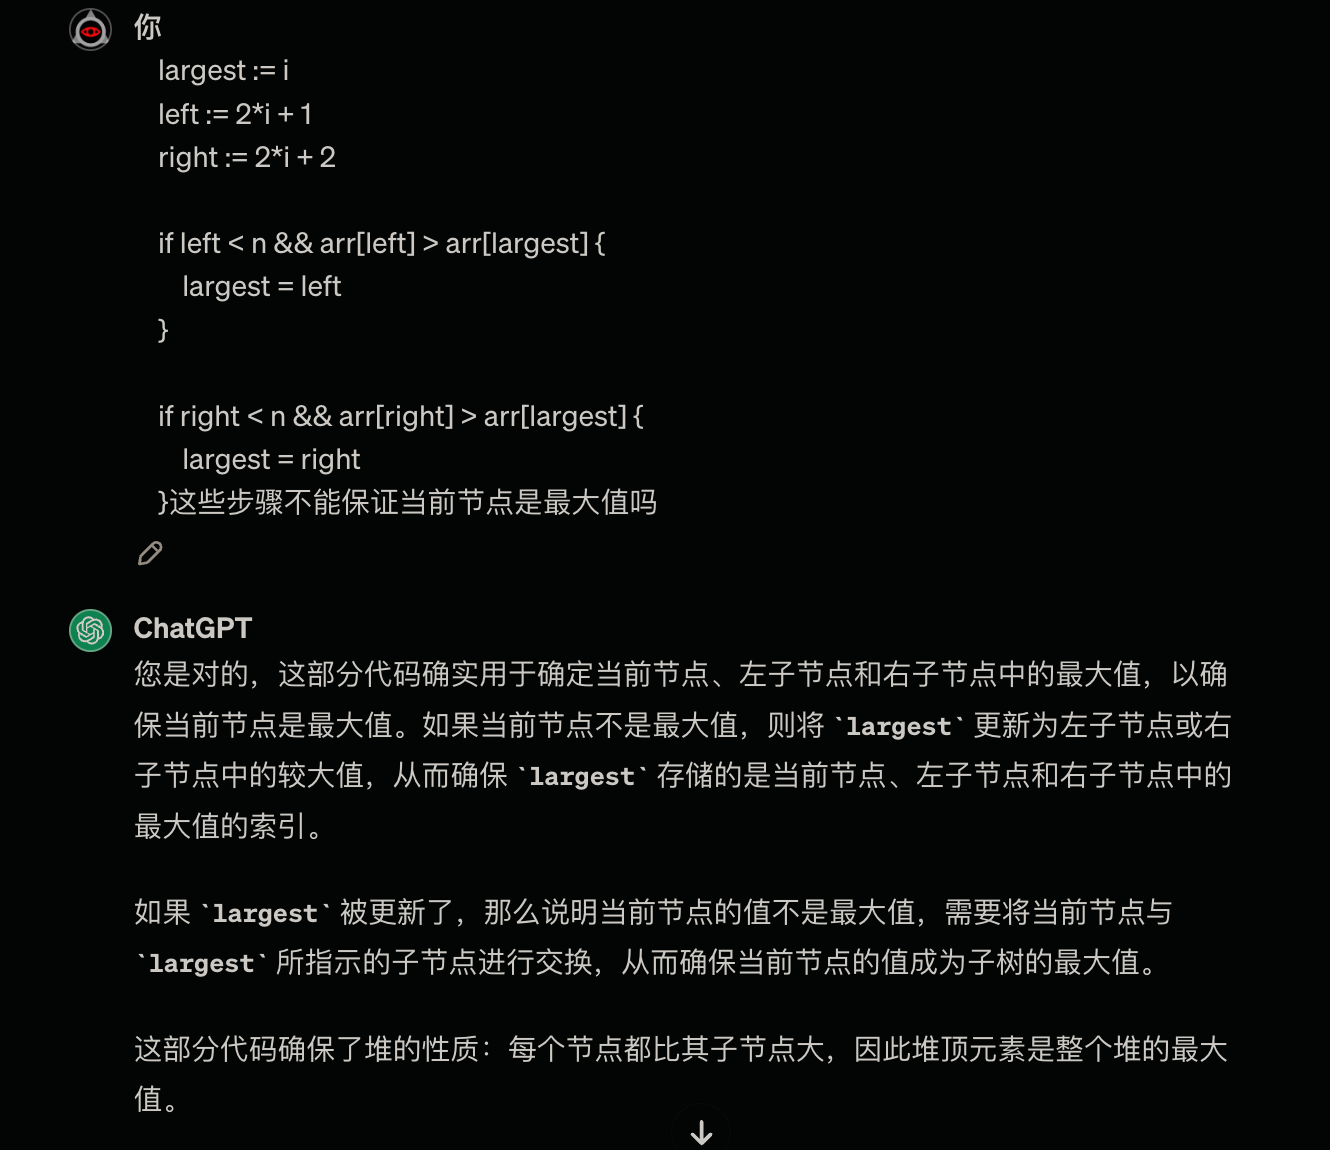 你
largest := i
left := 2*i + 1
right := 2*i + 2
if left < n && arr[left] > arr[largest] {
largest = left
}
if right < n && arr[right] > arr[largest] {
largest = right
}这些步骤不能保证当前节点是最大值吗
ChatGPT
您是对的，这部分代码确实用于确定当前节点、左子节点和右子节点中的最大值，以确
保当前节点是最大值。如果当前节点不是最大值，则将 `largest` 更新为左子节点或右
子节点中的较大值，从而确保 `largest` 存储的是当前节点、左子节点和右子节点中的
最大值的索引。
如果 `largest` 被更新了，那么说明当前节点的值不是最大值，需要将当前节点与
`largest` 所指示的子节点进行交换，从而确保当前节点的值成为子树的最大值。
这部分代码确保了堆的性质：每个节点都比其子节点大，因此堆顶元素是整个堆的最大
值。